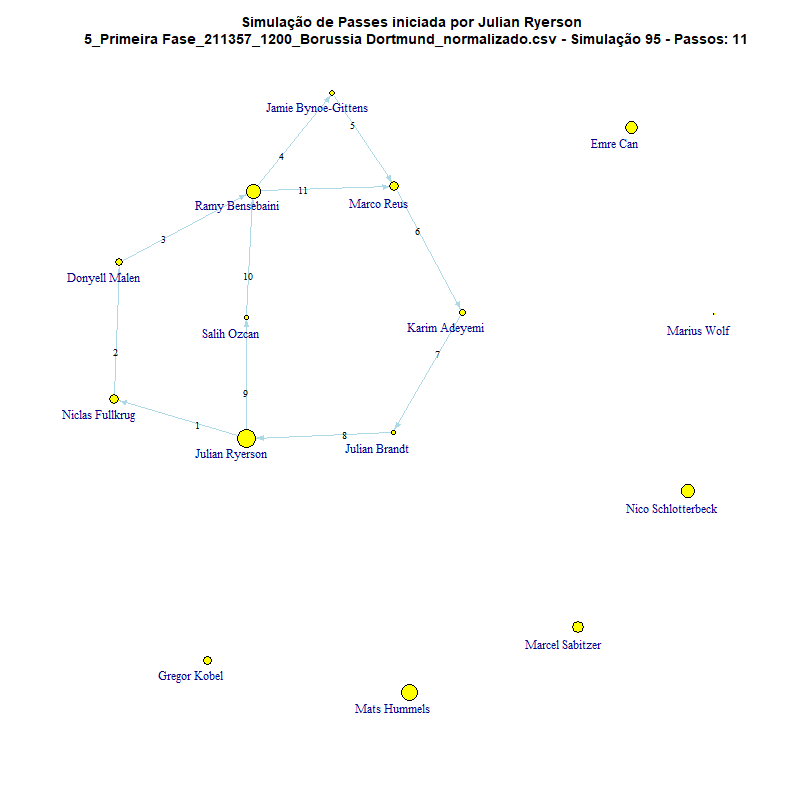 Simulação de Passes iniciada por Julian Ryerson
5_Primeira Fase_211357_1200_Borussia Dortmund_normalizado.csv - Simulação 95 - Passos: 11
Jamie Bynoe-Gittens
5
Emre Can
4
11
Ramy Bensebaini
Marco Reus
6
3
Donyell Malen
10
Salih Ozcan
Karim Adeyemi
Marius Wolf
2
7
9
Niclas Fullkrug
1
8
Julian Ryerson
Julian Brandt
Nico Schlotterbeck
Marcel Sabitzer
Gregor Kobel
Mats Hummels